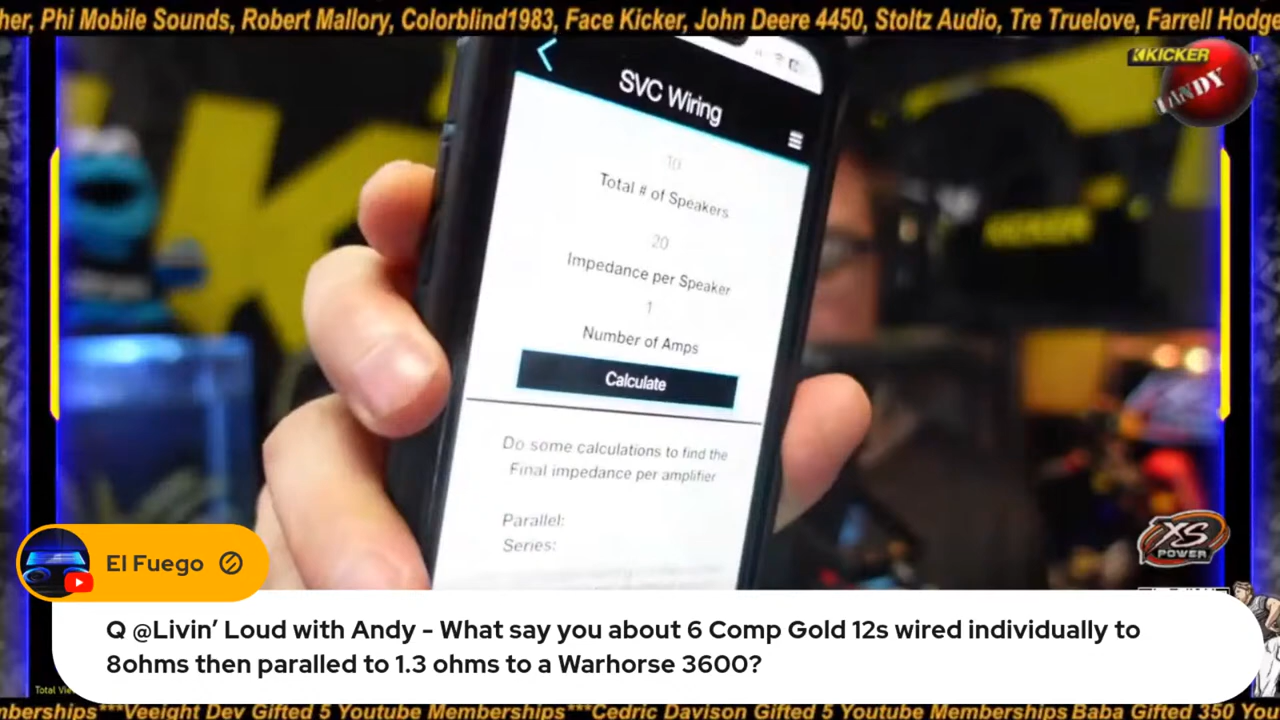 her, Phi Mobile Sounds, Robert Mallory, Colorblind1983, Face Kicker, John Deere 4450, Stoltz Audio, Tre Truelove, Farrell Hodge
KICKER
ANDY
SVC Wiring
10
Total # of Speakers
20
Impedance per Speaker
1
Number of Amps
Calculate
Do some calculations to find the
Final impedance per amplifier
Parallel:
Series:
KICKER
XS
POWER
El Fuego
Q @Livin’ Loud with Andy - What say you about 6 Comp Gold 12s wired individually to
8ohms then paralled to 1.3 ohms to a Warhorse 3600?
Total Vie
mberships***Veeight Dev Gifted 5 Youtube Memberships***Cedric Davison Gifted 5 Youtube Memberships Baba Gifted 350 You